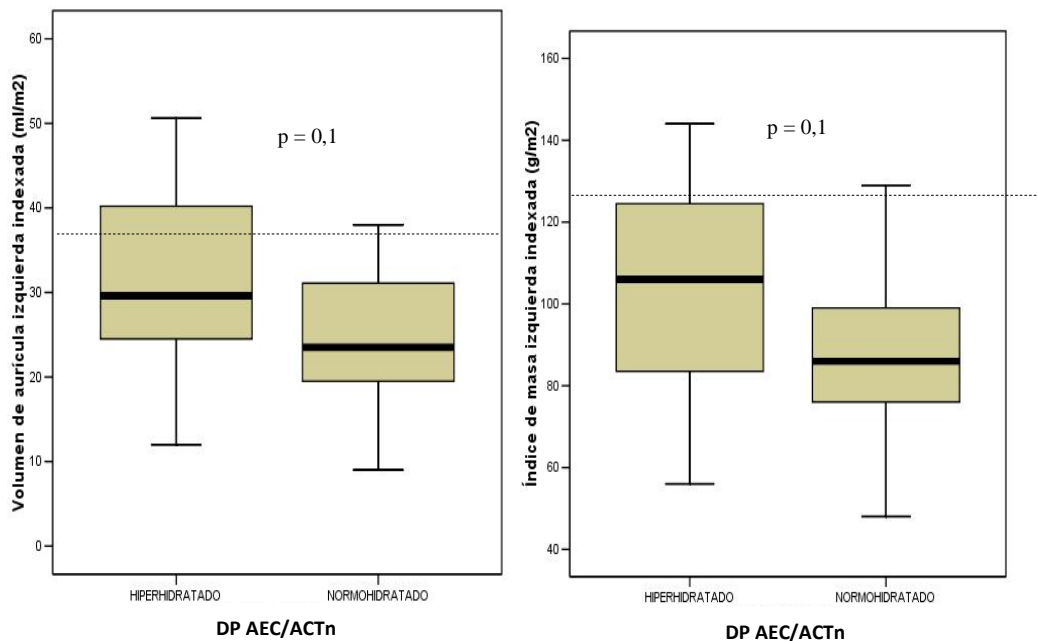 Volumen de aurícula izquierda indexada (ml/m2)
60
50
40
30
20
10
0
p = 0,1
HIPERHIDRATADO
NORMOHIDRATADO
DP AEC/ACTn
Índice de masa izquierda indexada (g/m2)
160
140
120
100
80
60
40
p = 0,1
HIPERHIDRATADO
NORMOHIDRATADO
DP AEC/ACTn